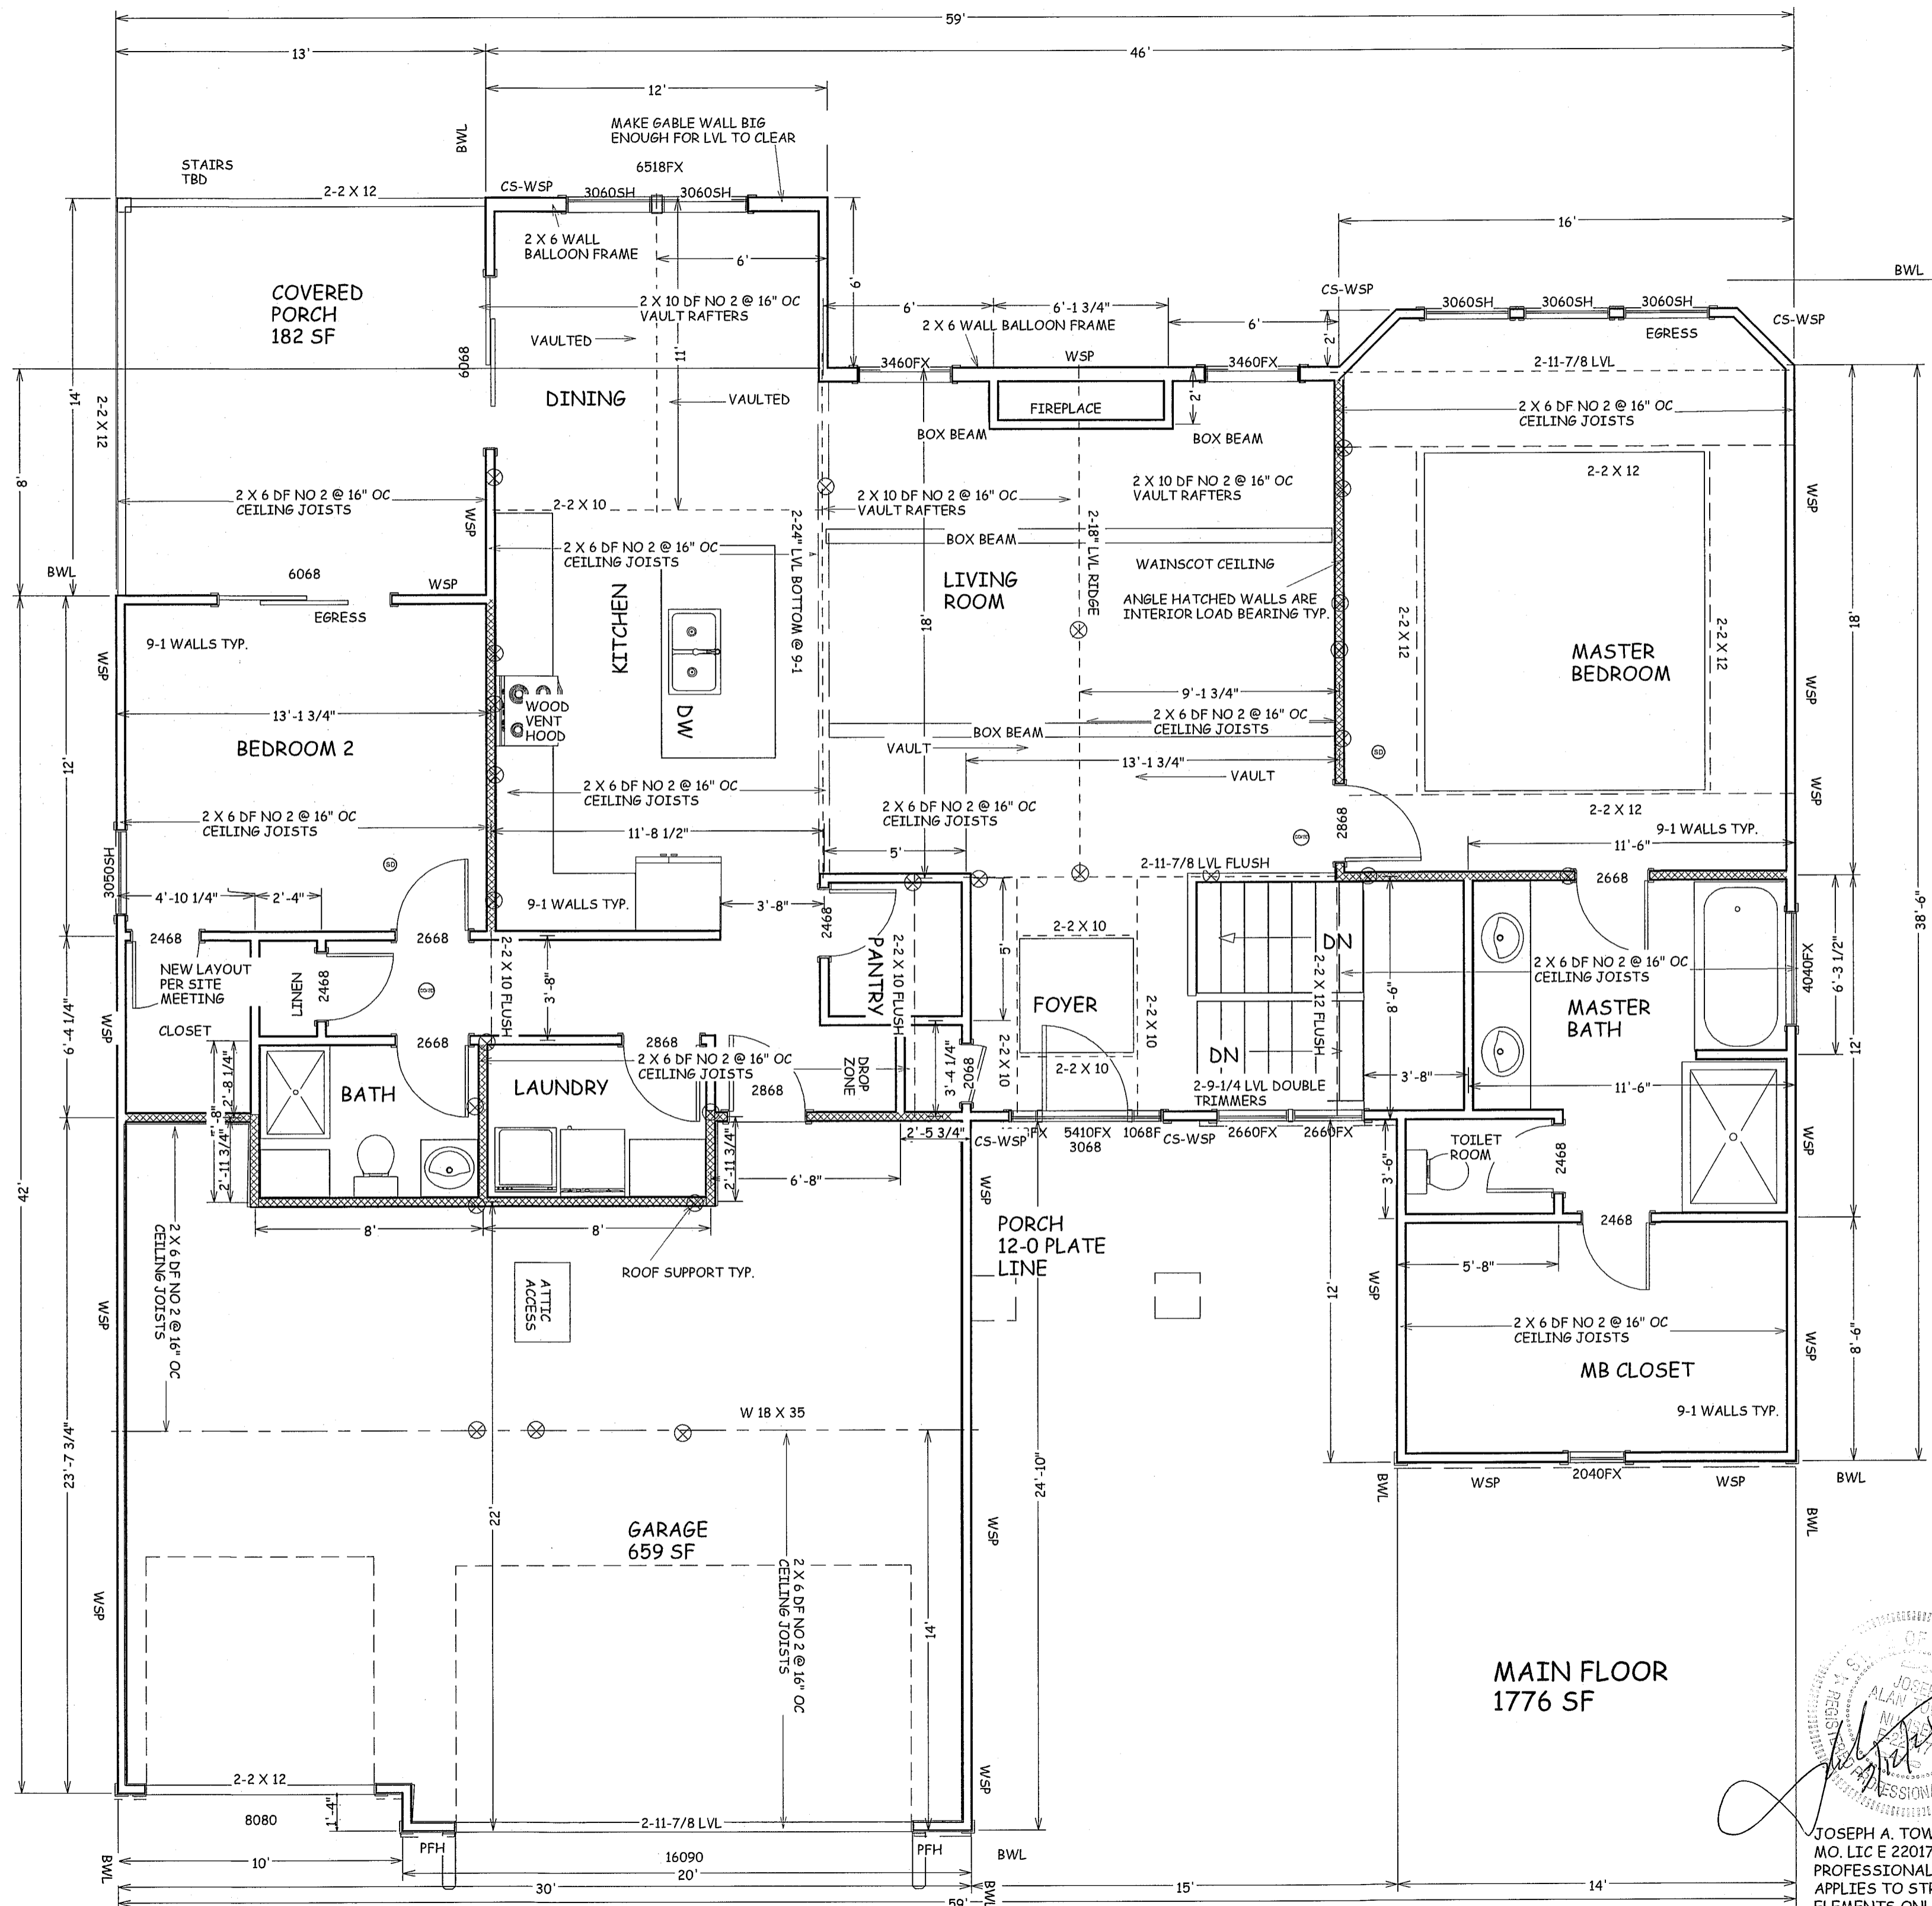 59'
13'
46'
12'
MAKE GABLE WALL BIG
ENOUGH FOR LVL TO CLEAR
BWL
STAIRS
TBD
6518FX
2-2 X 12
CS-WSP
3060SH
3060SH
16'
2 X 6 WALL
BALLOON FRAME
6'
6'
BWL
COVERED
PORCH
182 SF
2 X 10 DF NO 2 @ 16" OC
VAULT RAFTERS
CS-WSP
6'
6'-1 3/4"
6'
3060SH
3060SH
3060SH
CS-WSP
EGRESS
2 X 6 WALL BALLOON FRAME
VAULTED
11'
2'
WSP
6068
3460FX
3460FX
2-11-7/8 LVL
14'
2-2 X 12
DINING
VAULTED
2'
FIREPLACE
2 X 6 DF NO 2 @ 16" OC
CEILING JOISTS
BOX BEAM
BOX BEAM
8'
2-2 X 12
2 X 6 DF NO 2 @ 16" OC
CEILING JOISTS
WSP
2-2 X 10
2 X 10 DF NO 2 @ 16" OC
VAULT RAFTERS
2 X 10 DF NO 2 @ 16" OC
VAULT RAFTERS
WSP
2-24" LVL BOTTOM @ 9-1
2-18" LVL RIDGE
2 X 6 DF NO 2 @ 16" OC
CEILING JOISTS
BOX BEAM
WAINSCOT CEILING
BWL
6068
WSP
EGRESS
KITCHEN
LIVING
ROOM
ANGLE HATCHED WALLS ARE
INTERIOR LOAD BEARING TYP.
18'
2-2 X 12
2-2 X 12
18'
9-1 WALLS TYP.
WSP
MASTER
BEDROOM
WSP
WOOD
VENT
HOOD
DW
9'-1 3/4"
13'-1 3/4"
2 X 6 DF NO 2 @ 16" OC
CEILING JOISTS
BEDROOM 2
BOX BEAM
VAULT
SD
12'
13'-1 3/4"
VAULT
2 X 6 DF NO 2 @ 16" OC
CEILING JOISTS
WSP
2 X 6 DF NO 2 @ 16" OC
CEILING JOISTS
2 X 6 DF NO 2 @ 16" OC
CEILING JOISTS
2-2 X 12
11'-8 1/2"
2868
9-1 WALLS TYP.
5'
11'-6"
3050SH
SD
2-11-7/8 LVL FLUSH
2668
4'-10 1/4"
2'-4"
9-1 WALLS TYP.
3'-8"
38'-6"
2468
2668
2468
PANTRY
5'
2-2 X 10
DN
4040FX
6'-3 1/2"
NEW LAYOUT
PER SITE
MEETING
LINEN
2468
2-2 X 10 FLUSH
3'-8"
2-2 X 10 FLUSH
2-2 X 12 FLUSH
2 X 6 DF NO 2 @ 16" OC
CEILING JOISTS
8'-6"
FOYER
2-2 X 10
MASTER
BATH
6'-4 1/4"
WSP
CLOSET
2668
2868
2 X 6 DF NO 2 @ 16" OC
CEILING JOISTS
DROP
ZONE
3'-4 1/4"
2068
2-2 X 10
2-2 X 10
DN
12'
2'-8 1/4"
BATH
LAUNDRY
2868
2-9-1/4 LVL DOUBLE
TRIMMERS
3'-8"
11'-6"
2'-11 3/4"
2'-11 3/4"
2'-5 3/4"
CS-WSP
5410FX
1068F
3068
CS-WSP
2660FX
2660FX
TOILET
ROOM
2468
WSP
6'-8"
WSP
3'-9"
42'
8'
8'
PORCH
12-0 PLATE
LINE
2468
2 X 6 DF NO 2 @ 16" OC
CEILING JOISTS
ROOF SUPPORT TYP.
5'-8"
ATTIC
ACCESS
WSP
12'
WSP
2 X 6 DF NO 2 @ 16" OC
CEILING JOISTS
WSP
8'-6"
MB CLOSET
W 18 X 35
9-1 WALLS TYP.
23'-7 3/4"
24'-10"
2040FX
BWL
WSP
WSP
BWL
22'
GARAGE
659 SF
WSP
BWL
WSP
2 X 6 DF NO 2 @ 16" OC
CEILING JOISTS
14'
MAIN FLOOR
1776 SF
2-2 X 12
WSP
8080
1'-4"
2-11-7/8 LVL
PFH
PFH
BWL
10'
16090
20'
BWL
30'
BWL
15'
14'
59'
JOSEPH A. TOW
MO. LIC E 22017
PROFESSIONAL
APPLIES TO STR
ELEMENTS ONL